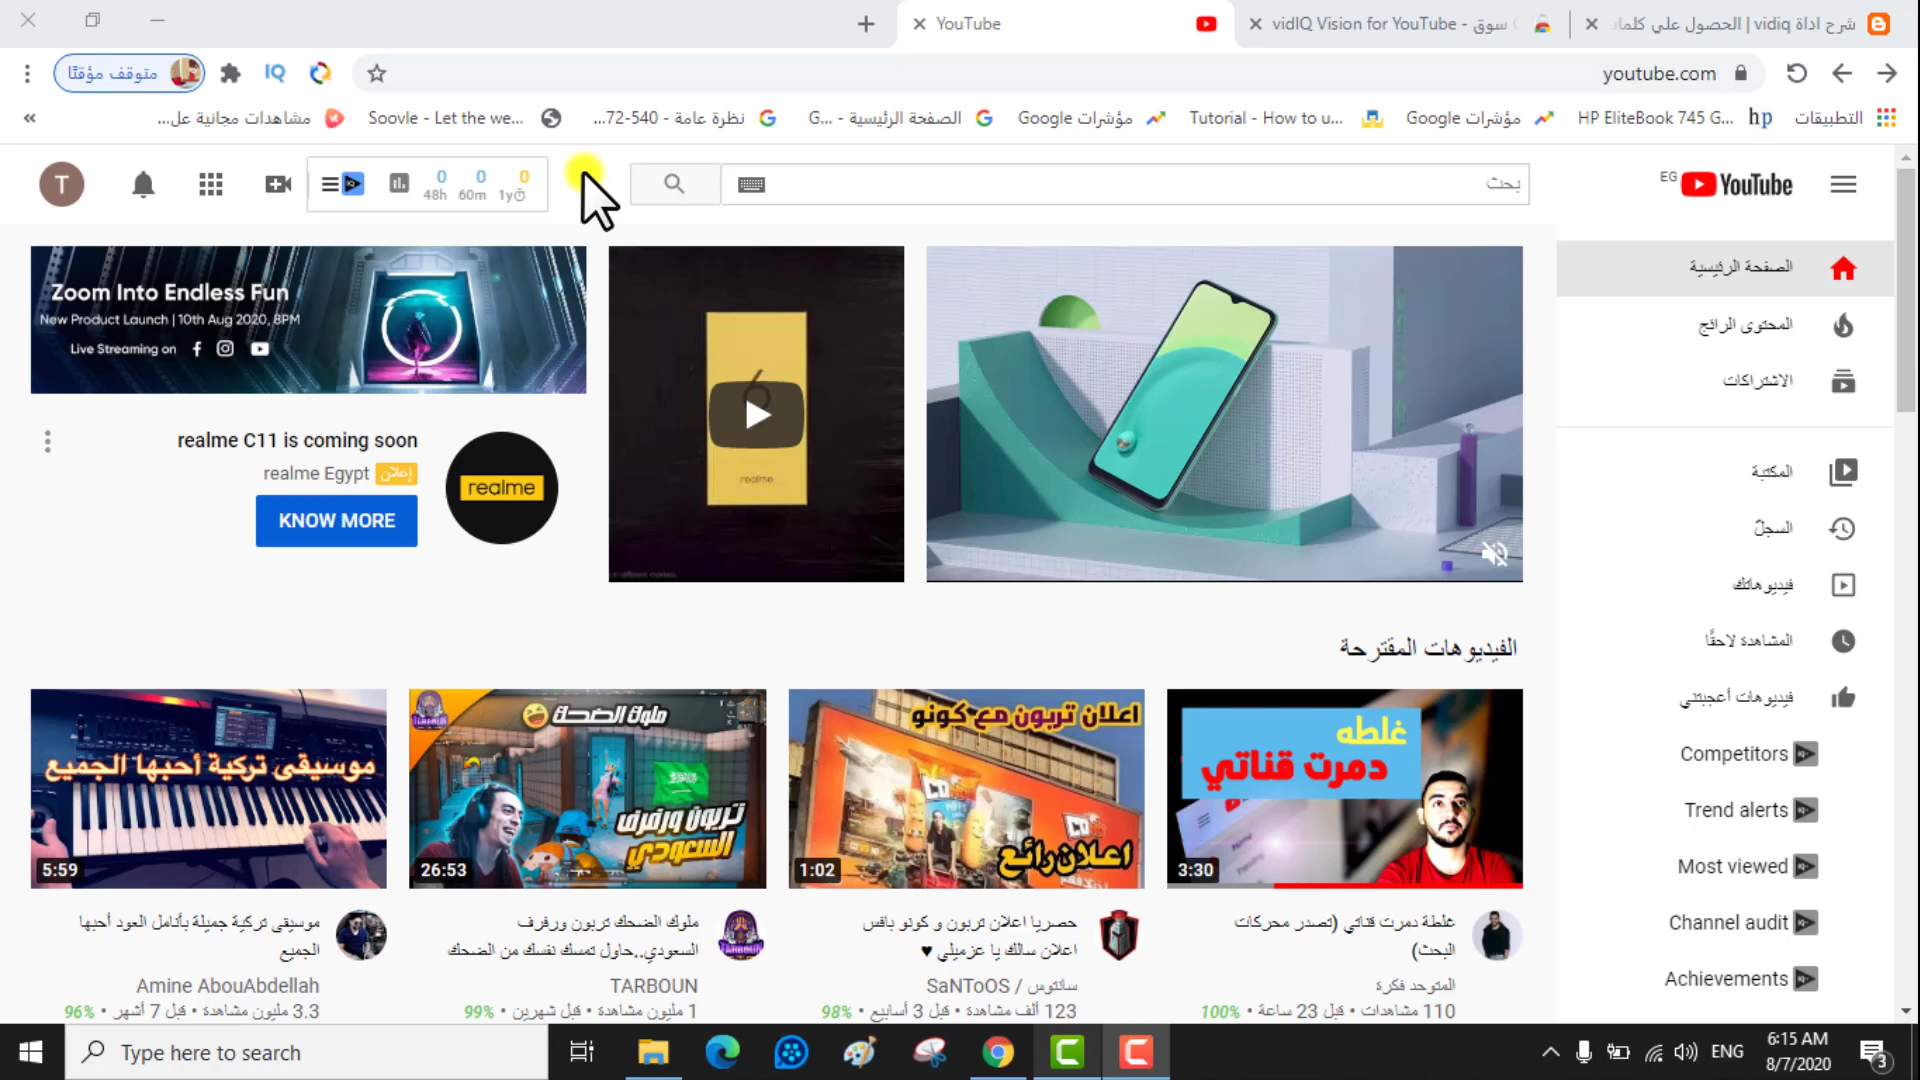 شرح اداة vidiq | الحصول علي كلمات
vidIQ Vision for YouTube - سوق
YouTube
youtube.com
IQ
متوقف مؤقتًا
التطبيقات
HP EliteBook 745 G...
مؤشرات Google
Tutorial - How to u...
مؤشرات Google
الصفحة الرئيسية - G...
نظرة عامة - 540-72...
Soovle - Let the we...
مشاهدات مجانية عل...
YouTube EG
بحث
0 0 0
48h 60m 1y
T
الصفحة الرئيسية
المحتوى الرائج
الاشتراكات
المكتبة
السجلّ
فيديوهاتك
المشاهدة لاحقًا
فيديوهات أعجبتني
Competitors
Trend alerts
Most viewed
Channel audit
Achievements
Zoom Into Endless Fun
New Product Launch | 10th Aug 2020, 8PM
Live Streaming on
realme C11 is coming soon
إعلان realme Egypt
KNOW MORE
realme
6
realme
الفيديوهات المقترحة
غلطه
دمرت قناتي
3:30
غلطة دمرت قناتي (تصدر محركات
البحث)
المتوحد فكرة
110 مشاهدات • قبل 23 ساعة • 100%
اعلان تربون مع كونو
اعلان رائع
1:02
حصريا اعلان تربون و كونو بافس
اعلان سالك يا عزميلي ♥
سانتوس / SaNToOS
123 ألف مشاهدة • قبل 3 أسابيع • 98%
ملوك الضحك
تربون ورفرف
السعودي
26:53
ملوك الضحك تربون ورفرف
السعودي..حاول تمسك نفسك من الضحك
TARBOUN
1 مليون مشاهدة • قبل شهرين • 99%
موسيقى تركية أحبها الجميع
5:59
موسيقى تركية جميلة بأنامل العود أحبها
الجميع
Amine AbouAbdellah
3.3 مليون مشاهدة • قبل 7 أشهر • 96%
Type here to search
ENG
6:15 AM
8/7/2020
3